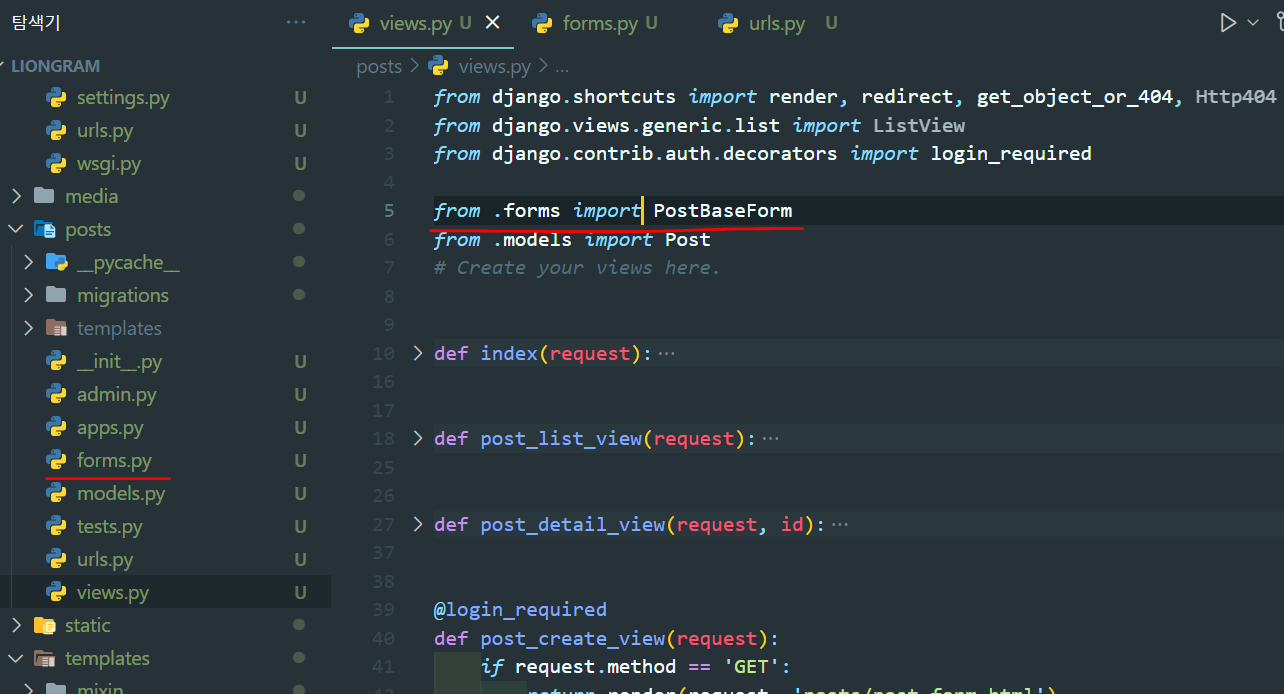 탐색기 ···
views.py U ×
forms.py U
urls.py U
LIONGRAM
settings.py U
urls.py U
wsgi.py U
media
posts
__pycache__
migrations
templates
__init__.py U
admin.py U
apps.py U
forms.py U
models.py U
tests.py U
urls.py U
views.py U
static
templates
mixin
posts > views.py > ...
1 from django.shortcuts import render, redirect, get_object_or_404, Http404
2 from django.views.generic.list import ListView
3 from django.contrib.auth.decorators import login_required
4
5 from .forms import PostBaseForm
6 from .models import Post
7 # Create your views here.
8
9
10 def index(request): ···
16
17
18 def post_list_view(request): ···
25
26
27 def post_detail_view(request, id): ···
37
38
39 @login_required
40 def post_create_view(request):
41 if request.method == 'GET':
return render(request, 'posts/post_form.html')